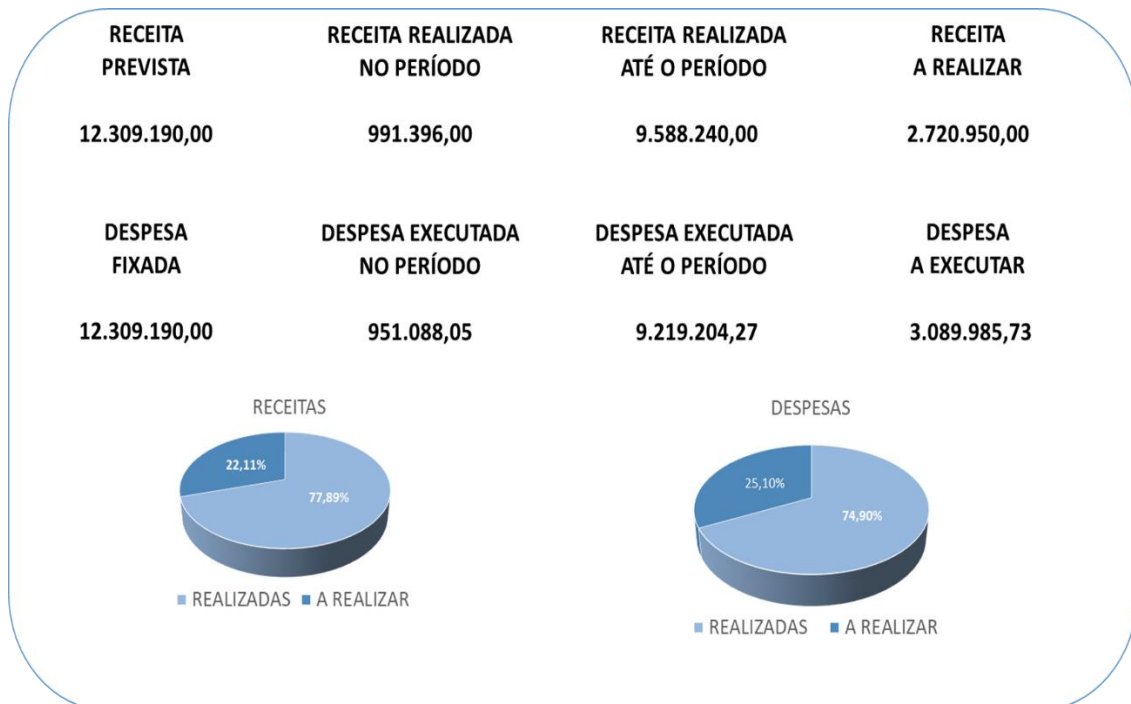 RECEITA
PREVISTA
RECEITA REALIZADA
NO PERÍODO
RECEITA REALIZADA
ATÉ O PERÍODO
RECEITA
A REALIZAR
12.309.190,00
991.396,00
9.588.240,00
2.720.950,00
DESPESA
FIXADA
DESPESA EXECUTADA
NO PERÍODO
DESPESA EXECUTADA
ATÉ O PERÍODO
DESPESA
A EXECUTAR
12.309.190,00
951.088,05
9.219.204,27
3.089.985,73
RECEITAS
22,11%
77,89%
REALIZADAS
A REALIZAR
DESPESAS
25,10%
74,90%
REALIZADAS
A REALIZAR